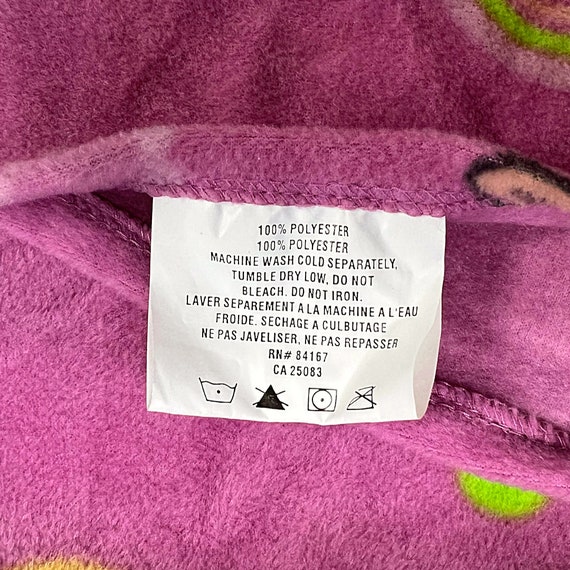 100% POLYESTER
100% POLYESTER
MACHINE WASH COLD SEPARATELY,
TUMBLE DRY LOW, DO NOT
BLEACH. DO NOT IRON.
LAVER SEPAREMENT A LA MACHINE A L'EAU
FROIDE. SECHAGE A CULBUTAGE
NE PAS JAVELISER, NE PAS REPASSER
RN# 84167
CA 25083